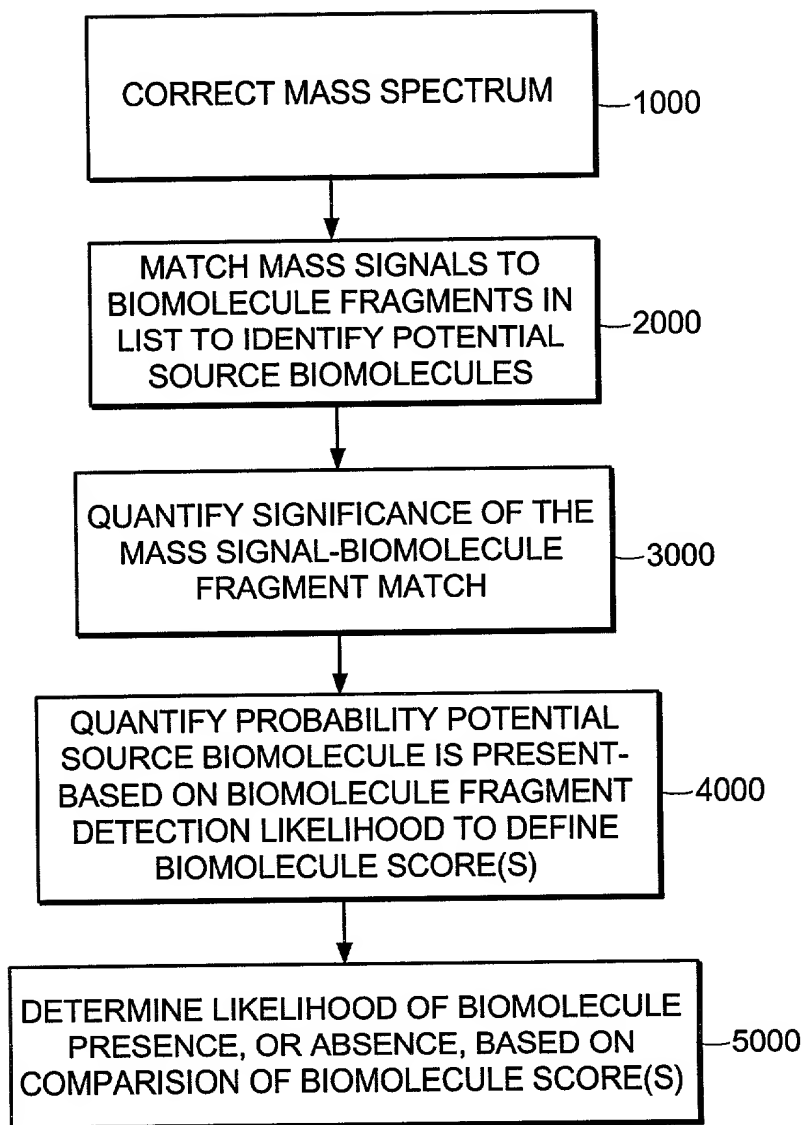 CORRECT MASS SPECTRUM
1000
MATCH MASS SIGNALS TO
BIOMOLECULE FRAGMENTS IN
LIST TO IDENTIFY POTENTIAL
SOURCE BIOMOLECULES
2000
QUANTIFY SIGNIFICANCE OF THE
MASS SIGNAL-BIOMOLECULE
FRAGMENT MATCH
3000
QUANTIFY PROBABILITY POTENTIAL
SOURCE BIOMOLECULE IS PRESENT-
BASED ON BIOMOLECULE FRAGMENT
DETECTION LIKELIHOOD TO DEFINE
BIOMOLECULE SCORE(S)
4000
DETERMINE LIKELIHOOD OF BIOMOLECULE
PRESENCE, OR ABSENCE, BASED ON
COMPARISION OF BIOMOLECULE SCORE(S)
5000